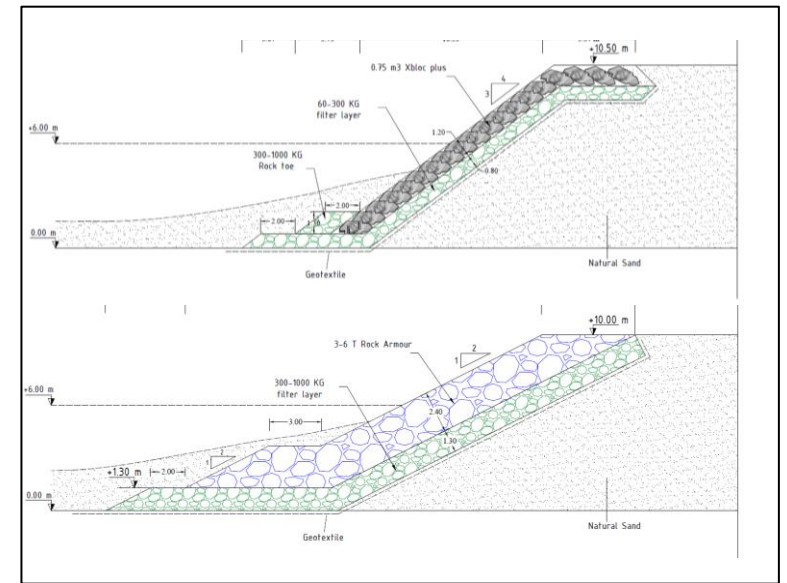 +10.50 m
4
3
0.75 m3 Xbloc plus
60-300 KG
filter layer
+6.00 m
1.20
300-1000 KG
Rock toe
0.80
2.00
2.00
0.00 m
Natural Sand
Geotextile
+10.00 m
2
1
3-6 T Rock Armour
300-1000 KG
filter layer
+6.00 m
2.40
3.00
1.30
2
1
+1.30 m
2.00
0.00 m
Natural Sand
Geotextile